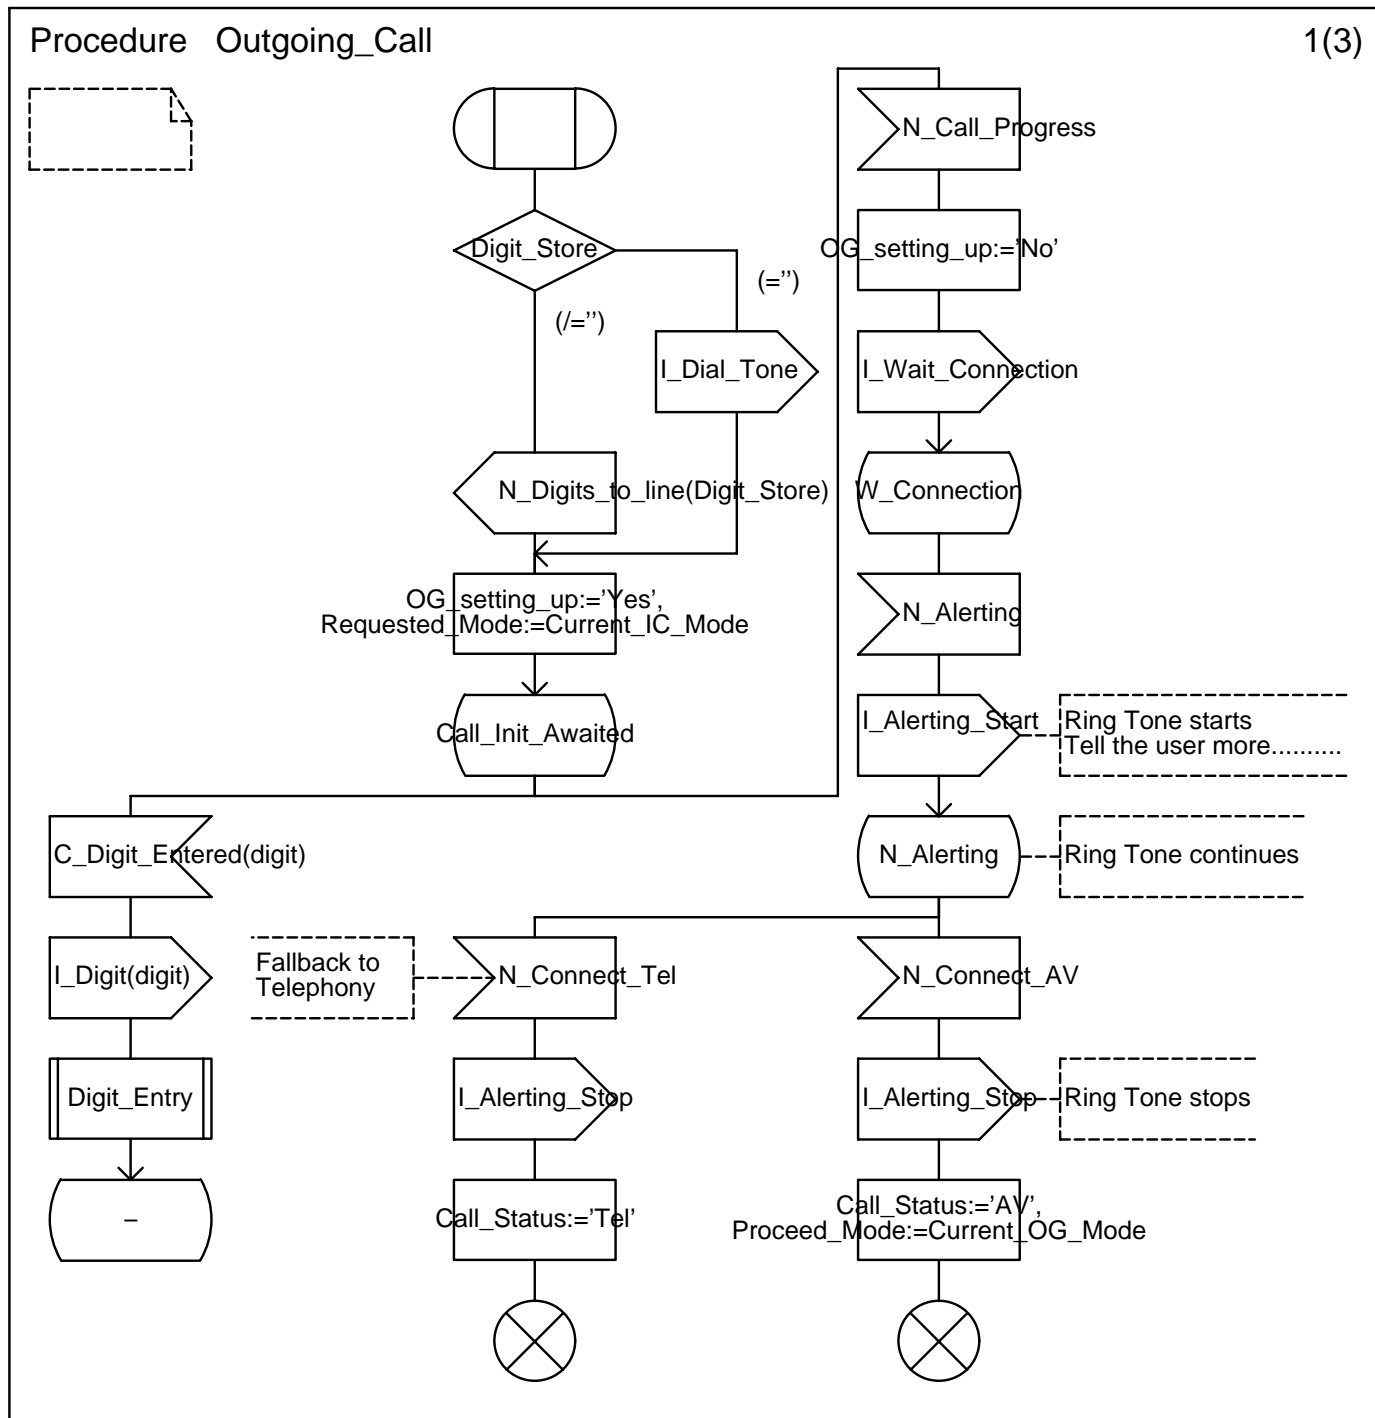 Procedure Outgoing_Call
1(3)
Digit_Store
(='')
(/='')
I_Dial_Tone
N_Digits_to_line(Digit_Store)
OG_setting_up:='Yes',
Requested_Mode:=Current_IC_Mode
Call_Init_Awaited
C_Digit_Entered(digit)
I_Digit(digit)
Digit_Entry
–
N_Call_Progress
OG_setting_up:='No'
I_Wait_Connection
W_Connection
N_Alerting
I_Alerting_Start
Ring Tone starts
Tell the user more..........
N_Alerting
Ring Tone continues
Fallback to
Telephony
N_Connect_Tel
I_Alerting_Stop
Call_Status:='Tel'
N_Connect_AV
I_Alerting_Stop
Ring Tone stops
Call_Status:='AV',
Proceed_Mode:=Current_OG_Mode